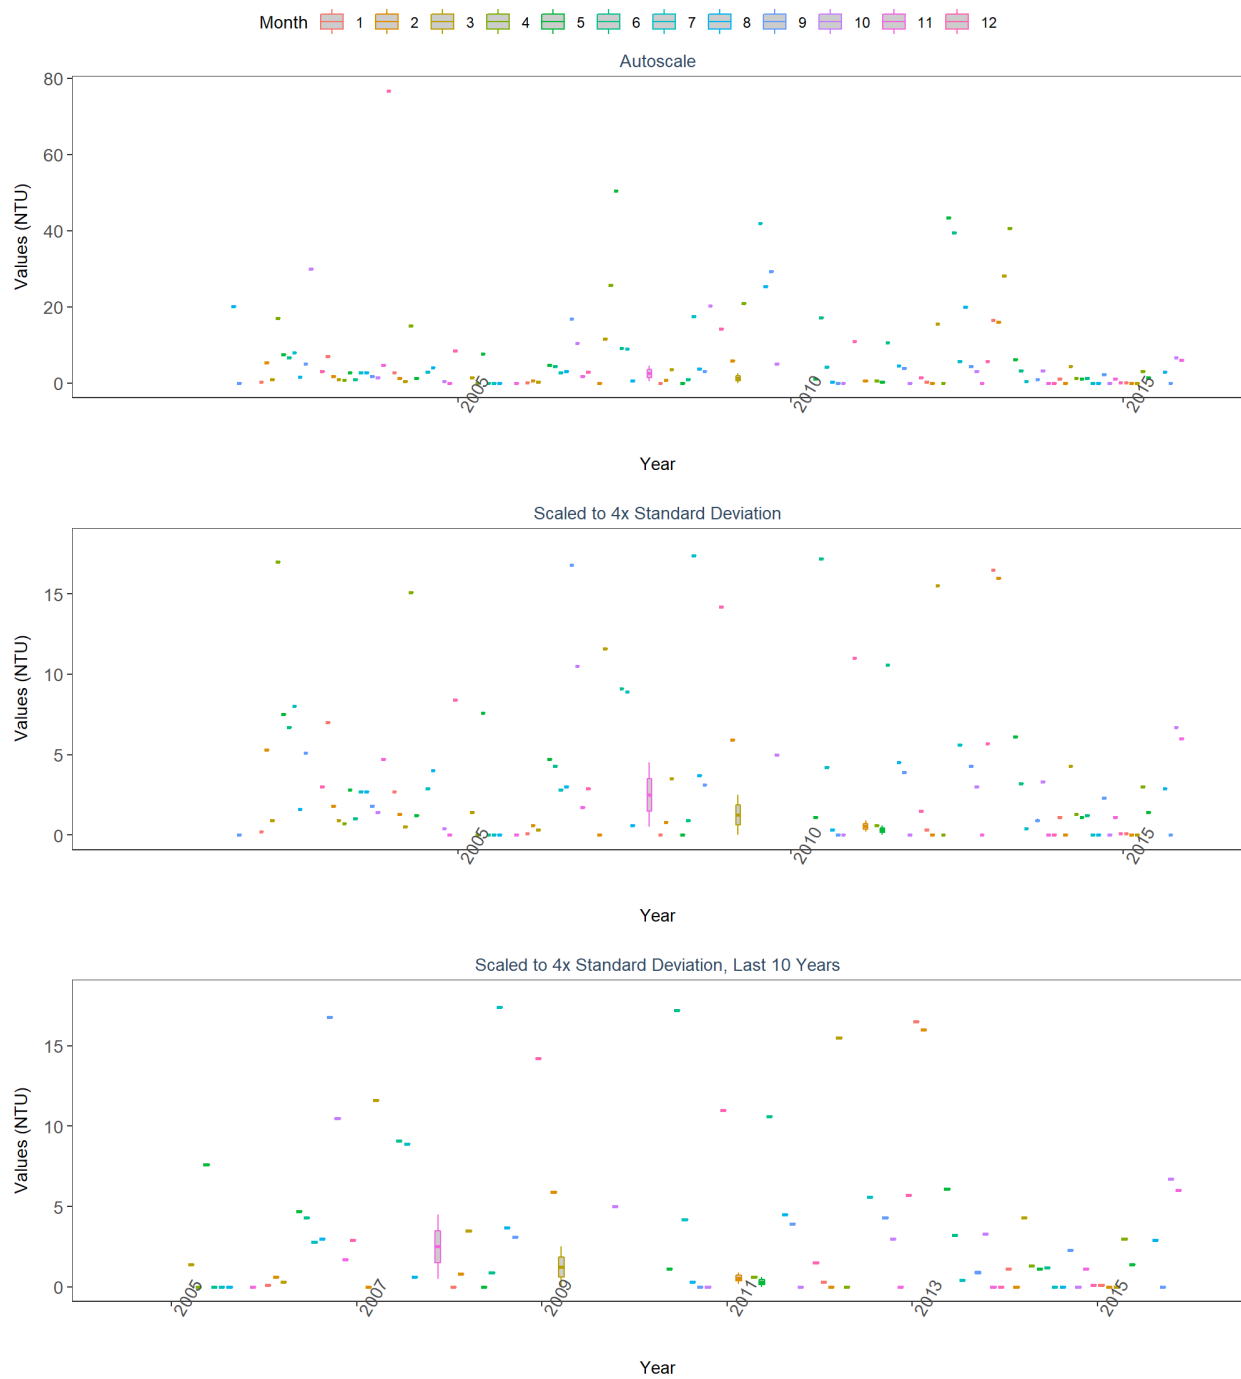 Month 1 2 3 4 5 6 7 8 9 10 11 12
Autoscale
Values (NTU)
80
60
40
20
0
2005 2010 2015
Year
Scaled to 4x Standard Deviation
Values (NTU)
15
10
5
0
2005 2010 2015
Year
Scaled to 4x Standard Deviation, Last 10 Years
Values (NTU)
15
10
5
0
2005 2007 2009 2011 2013 2015
Year